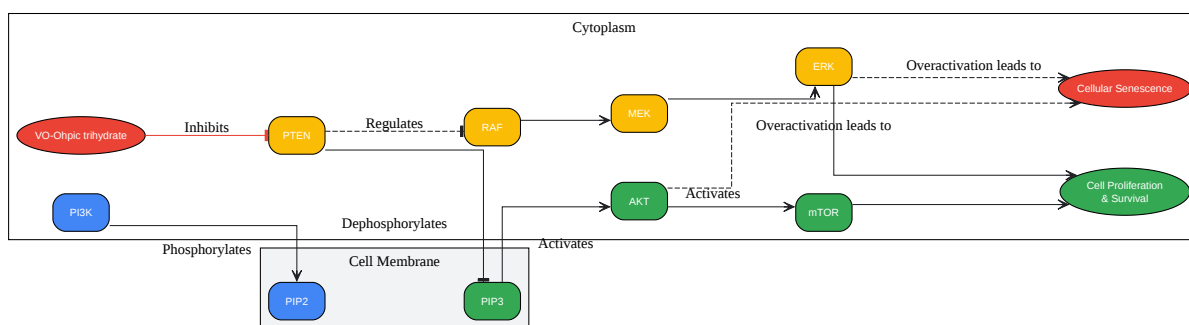 Cytoplasm
ERK
Overactivation leads to
Cellular Senescence
MEK
VO-Ohpic trihydrate
Inhibits
PTEN
Regulates
RAF
Overactivation leads to
PI3K
AKT
Activates
mTOR
Cell Proliferation
& Survival
Phosphorylates
Dephosphorylates
Activates
Cell Membrane
PIP2
PIP3